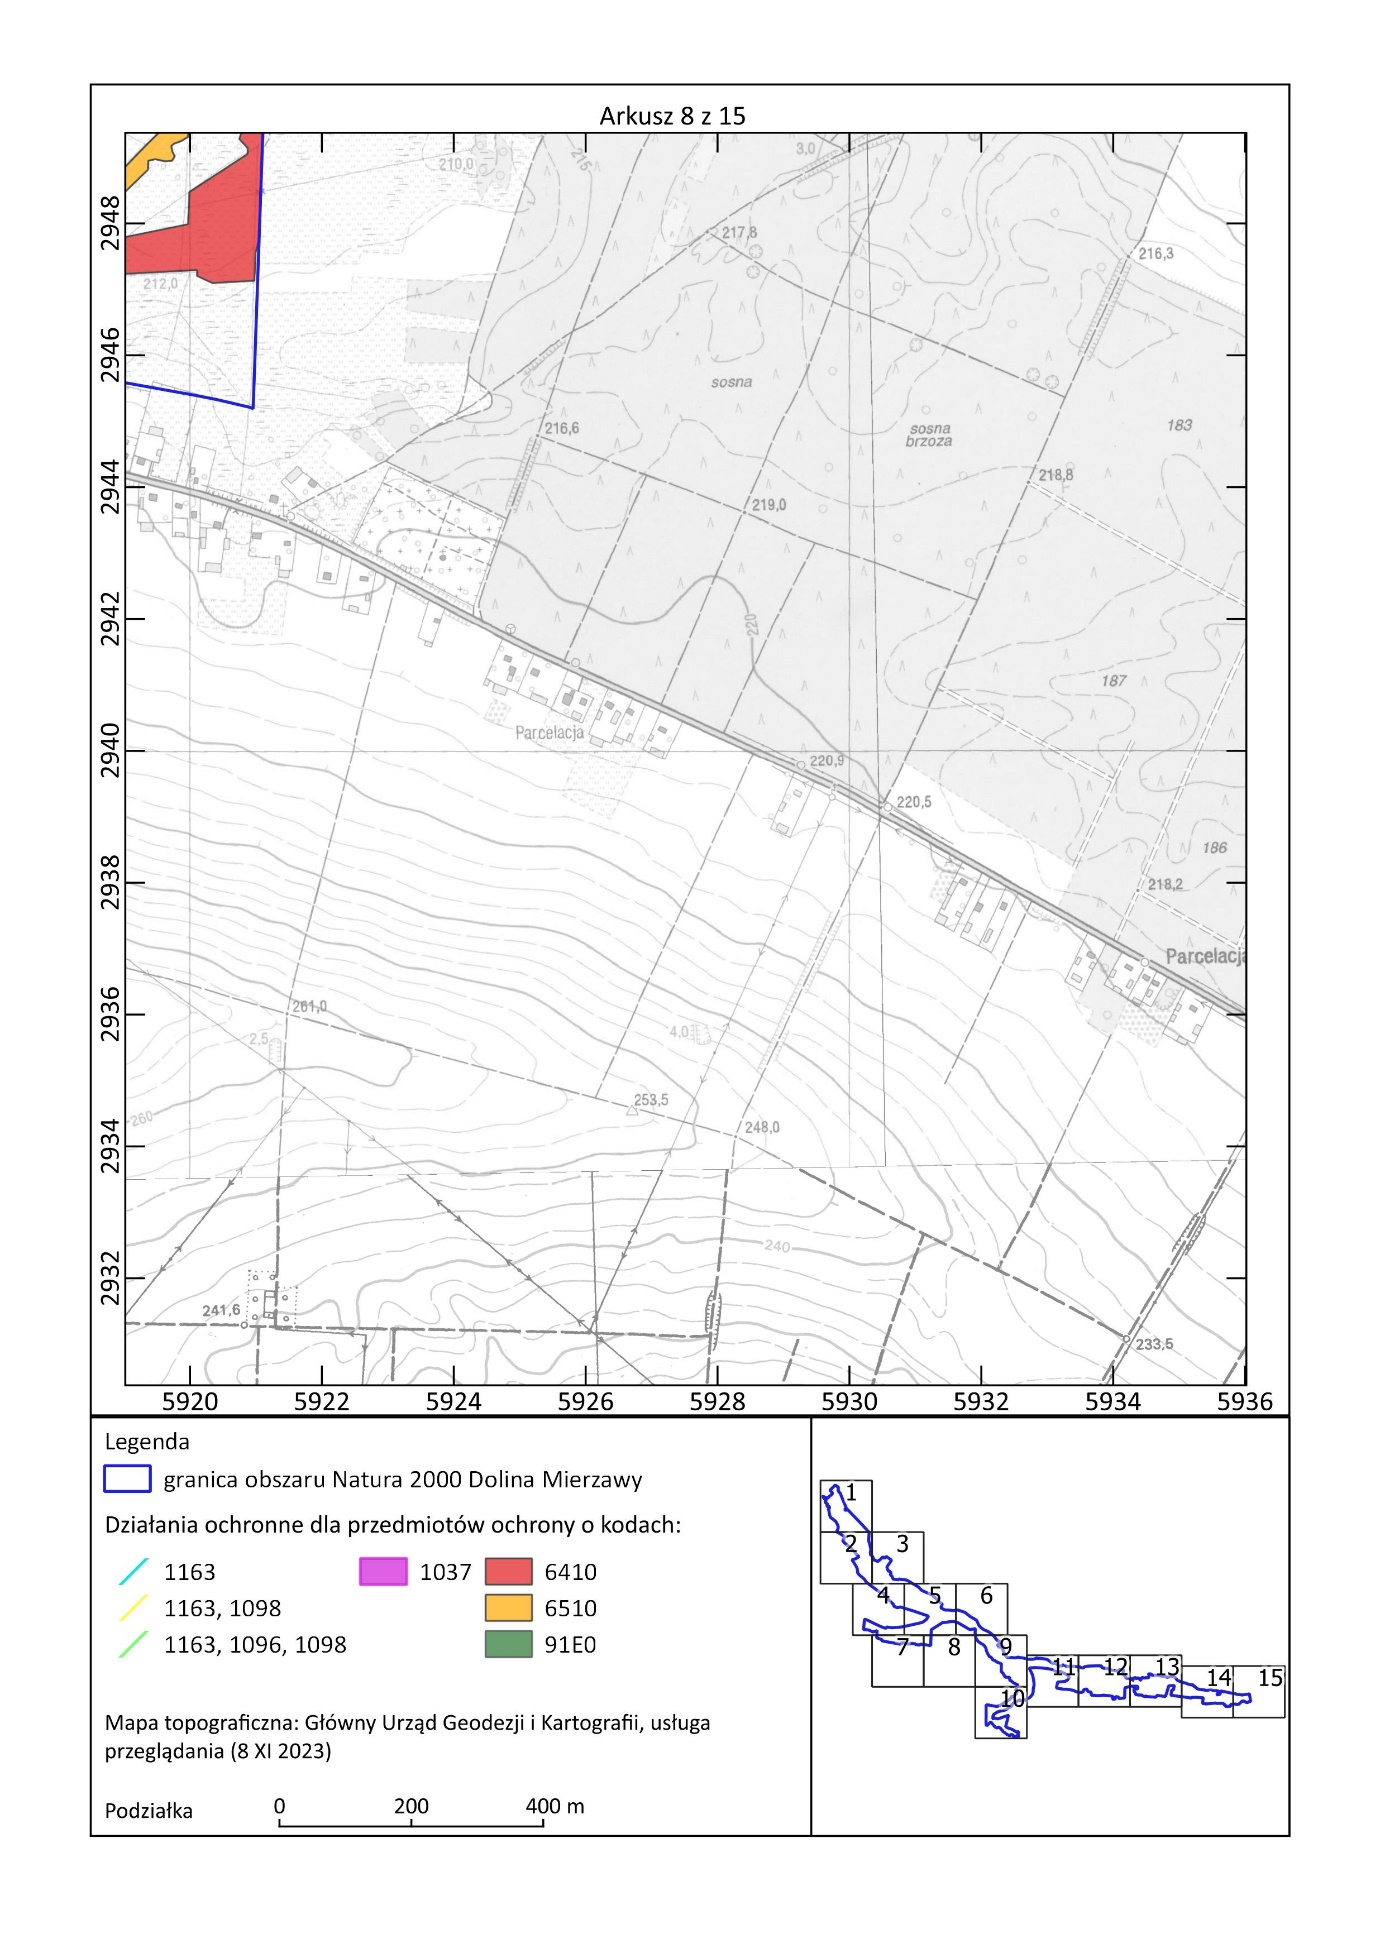 Arkusz 8 z 15
3,0
210,0
215
217,8
216,3
2948
212,0
2946
sosna
sosna
brzoza
183
216,6
218,8
2944
219,0
2942
220
187
2940
Parcelacja
220,9
220,5
186
2938
218,2
Parcelacja
2936
261,0
2,5
4,0
253,5
260
248,0
2934
240
2932
241,6
233,5
5920 5922 5924 5926 5928 5930 5932 5934 5936
Legenda
granica obszaru Natura 2000 Dolina Mierzawy
Działania ochronne dla przedmiotów ochrony o kodach:
1163 1037 6410
1163, 1098 6510
1163, 1096, 1098 91E0
Mapa topograficzna: Główny Urząd Geodezji i Kartografii, usługa
przeglądania (8 XI 2023)
Podziałka 0 200 400 m
1
2 3
4 5 6
7 8 9
11 12 13
14 15
10